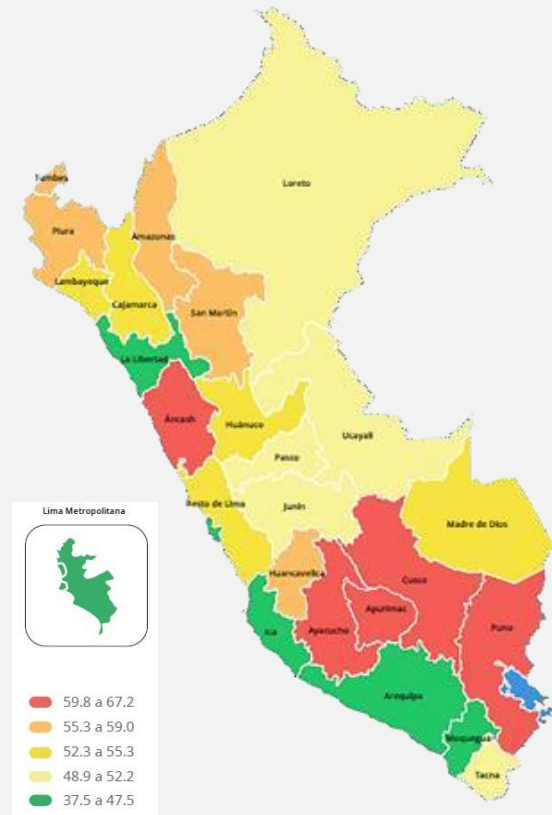 Tumbes
Loreto
Piura
Amazonas
Lambayeque
Cajamarca
San Martín
La Libertad
Áncash
Huánuco
Ucayali
Pasco
Resto de Lima
Junín
Madre de Dios
Lima Metropolitana
Huancavelica
Cusco
Apurímac
Ica
Ayacucho
Puno
Arequipa
Moquegua
Tacna
59.8 a 67.2
55.3 a 59.0
52.3 a 55.3
48.9 a 52.2
37.5 a 47.5